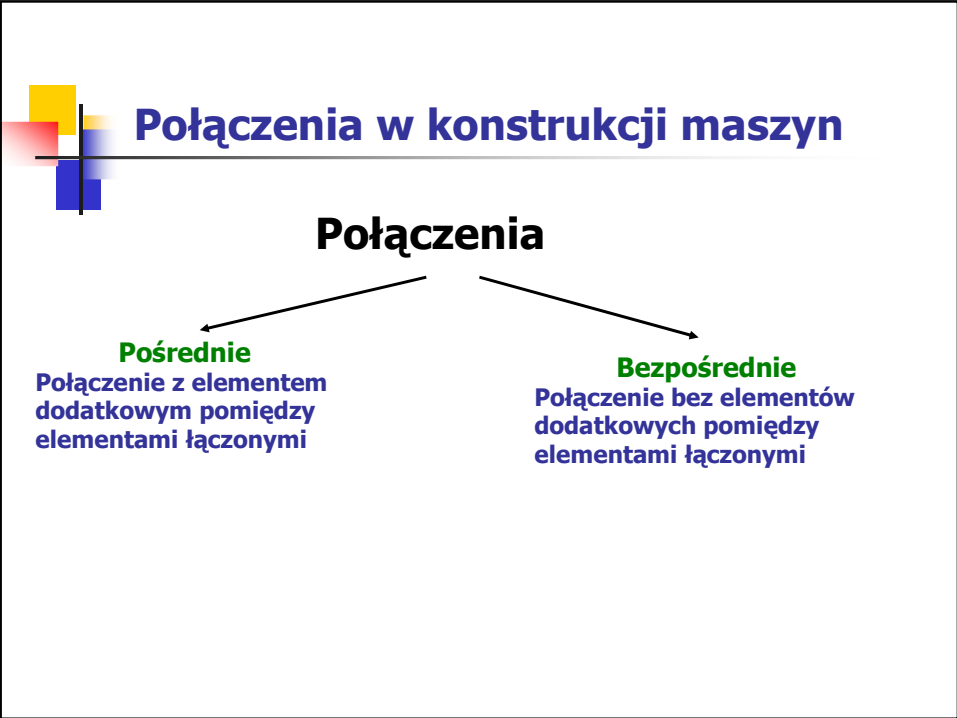 Połączenia w konstrukcji maszyn
Połączenia
Pośrednie
Połączenie z elementem
dodatkowym pomiędzy
elementami łączonymi
Bezpośrednie
Połączenie bez elementów
dodatkowych pomiędzy
elementami łączonymi